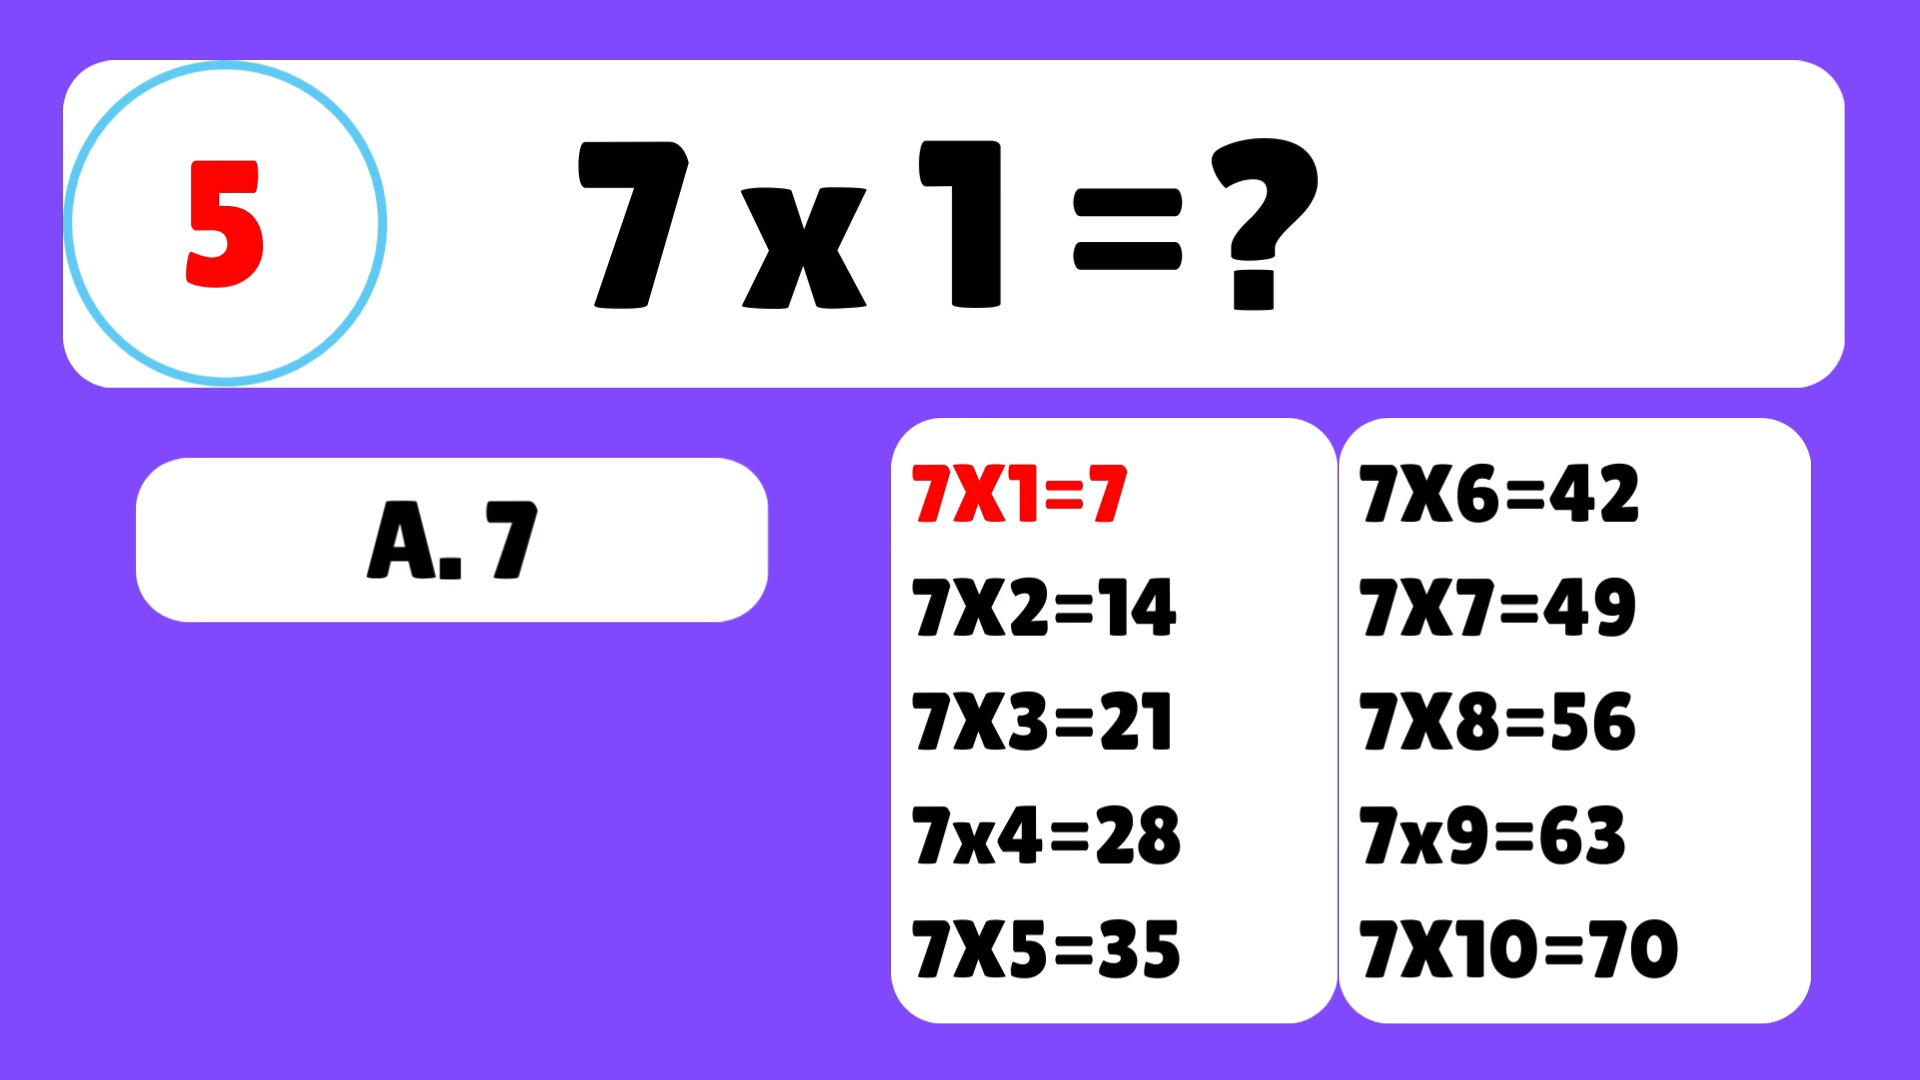 5
7 x 1 = ?
A. 7
7X1=7
7X2=14
7X3=21
7x4=28
7X5=35
7X6=42
7X7=49
7X8=56
7x9=63
7X10=70